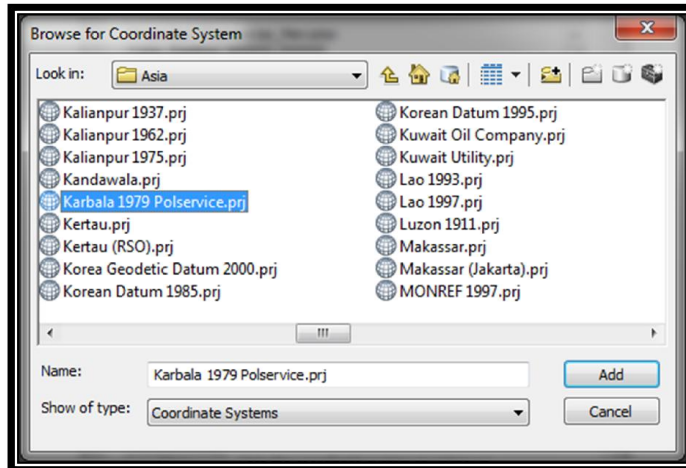 Browse for Coordinate System
Look in:
Asia
Kalianpur 1937.prj
Kalianpur 1962.prj
Kalianpur 1975.prj
Kandawala.prj
Karbala 1979 Polservice.prj
Kertau.prj
Kertau (RSO).prj
Korea Geodetic Datum 2000.prj
Korean Datum 1985.prj
Korean Datum 1995.prj
Kuwait Oil Company.prj
Kuwait Utility.prj
Lao 1993.prj
Lao 1997.prj
Luzon 1911.prj
Makassar.prj
Makassar (Jakarta).prj
MONREF 1997.prj
Name:
Karbala 1979 Polservice.prj
Add
Show of type:
Coordinate Systems
Cancel